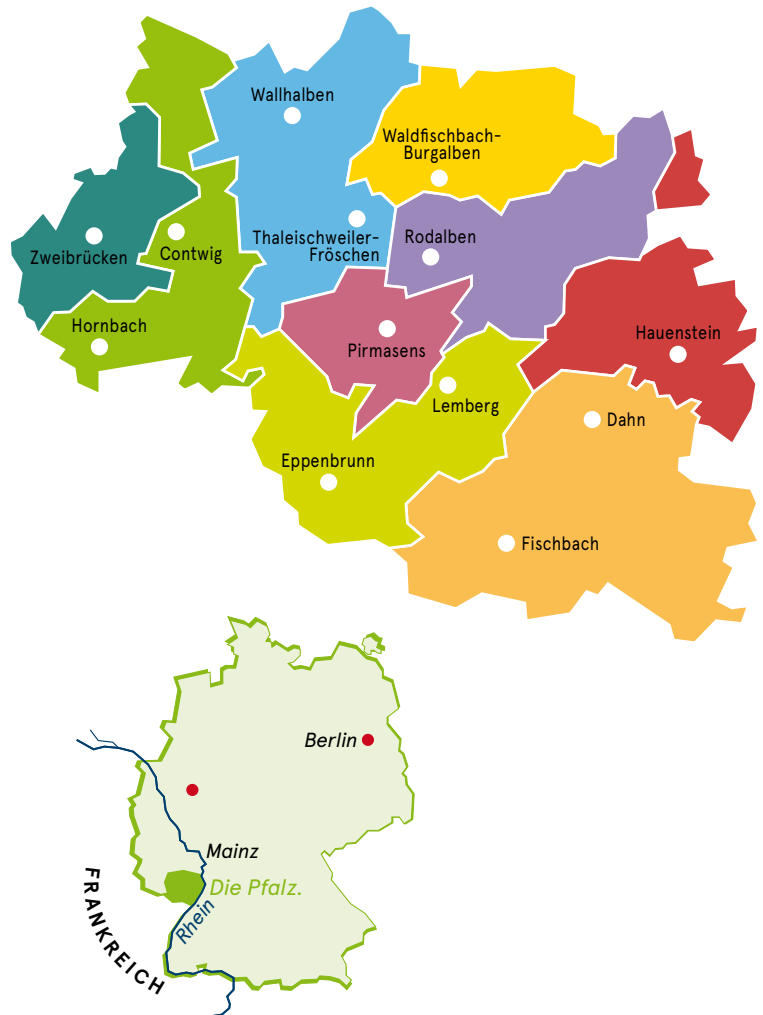 Wallhalben
Waldfischbach-
Burgalben
Thaleischweiler-
Fröschen
Rodalben
Zweibrücken
Contwig
Hornbach
Pirmasens
Hauenstein
Lemberg
Dahn
Eppenbrunn
Fischbach
Berlin
Mainz
Die Pfalz.
Rhein
FRANKREICH